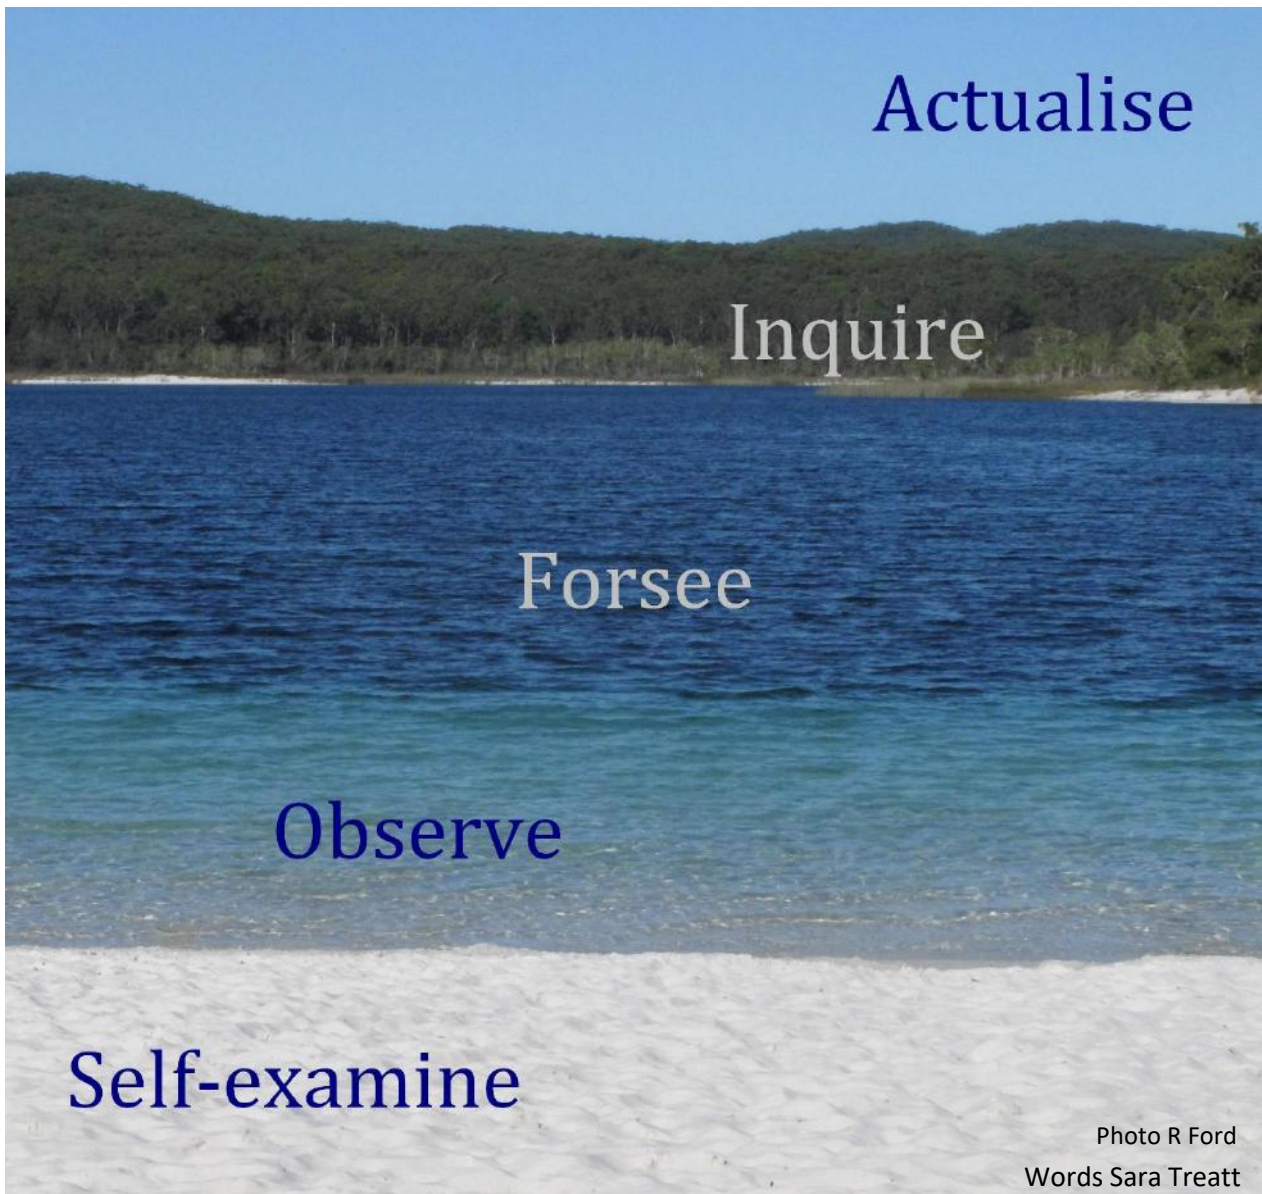 Actualise
Inquire
Forsee
Observe
Self-examine
Photo R Ford
Words Sara Treatt